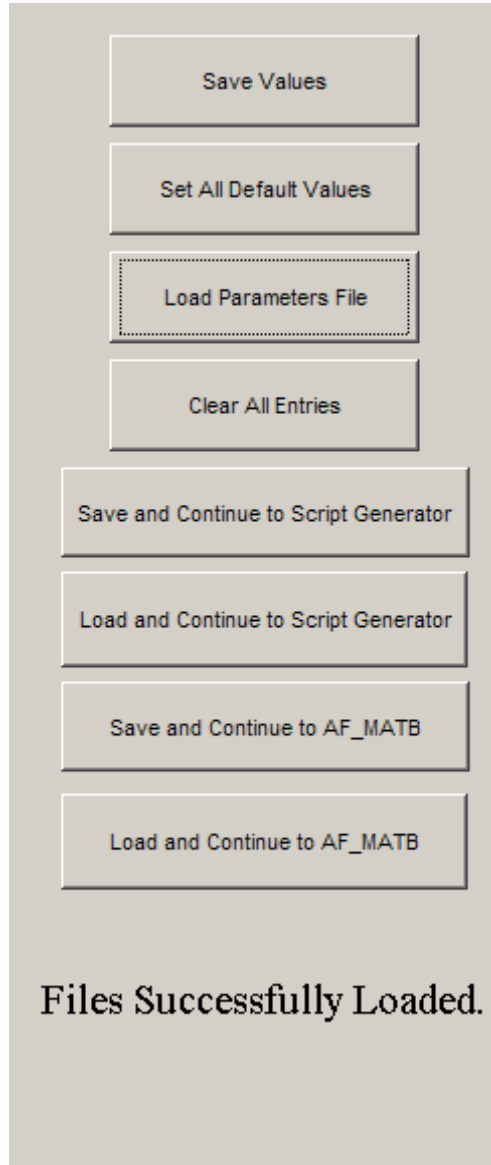 Save Values
Set All Default Values
Load Parameters File
Clear All Entries
Save and Continue to Script Generator
Load and Continue to Script Generator
Save and Continue to AF_MATB
Load and Continue to AF_MATB
Files Successfully Loaded.